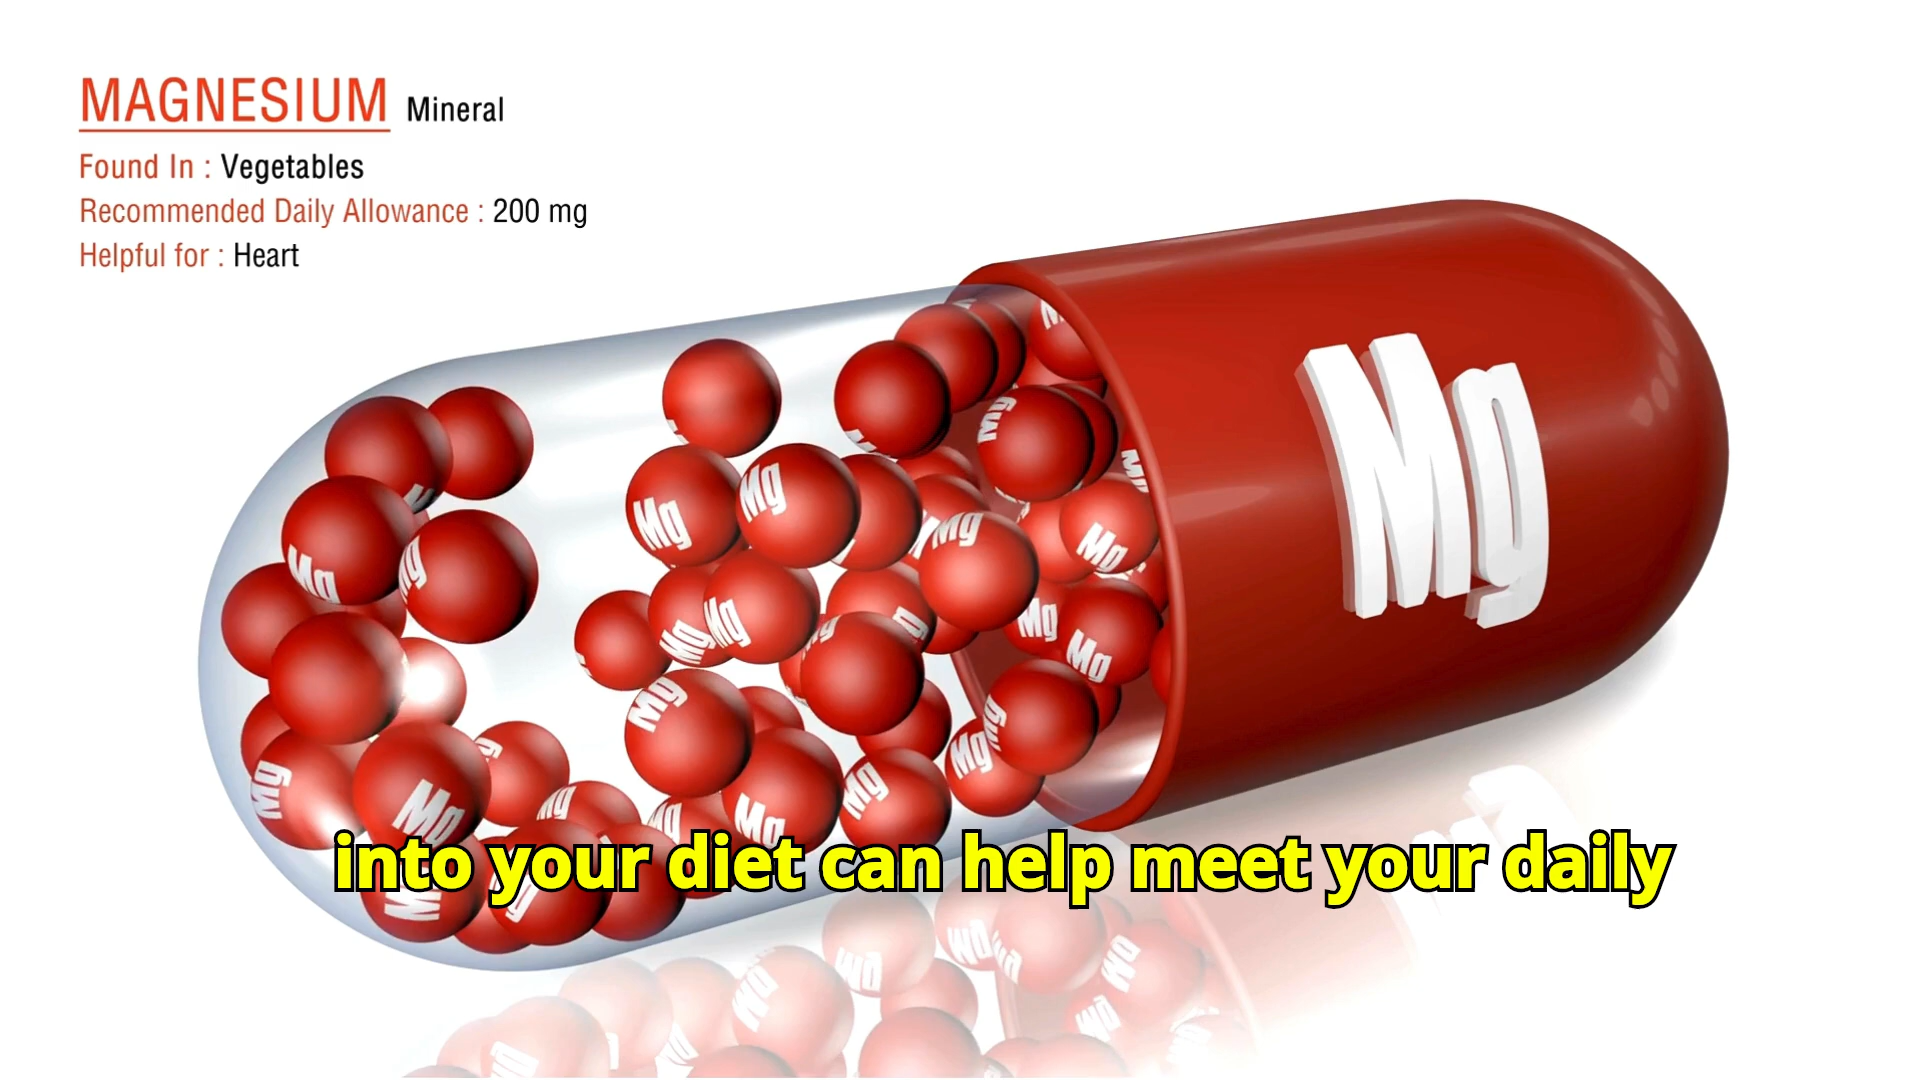 MAGNESIUM Mineral
Found In : Vegetables
Recommended Daily Allowance : 200 mg
Helpful for : Heart
Mg
into your diet can help meet your daily